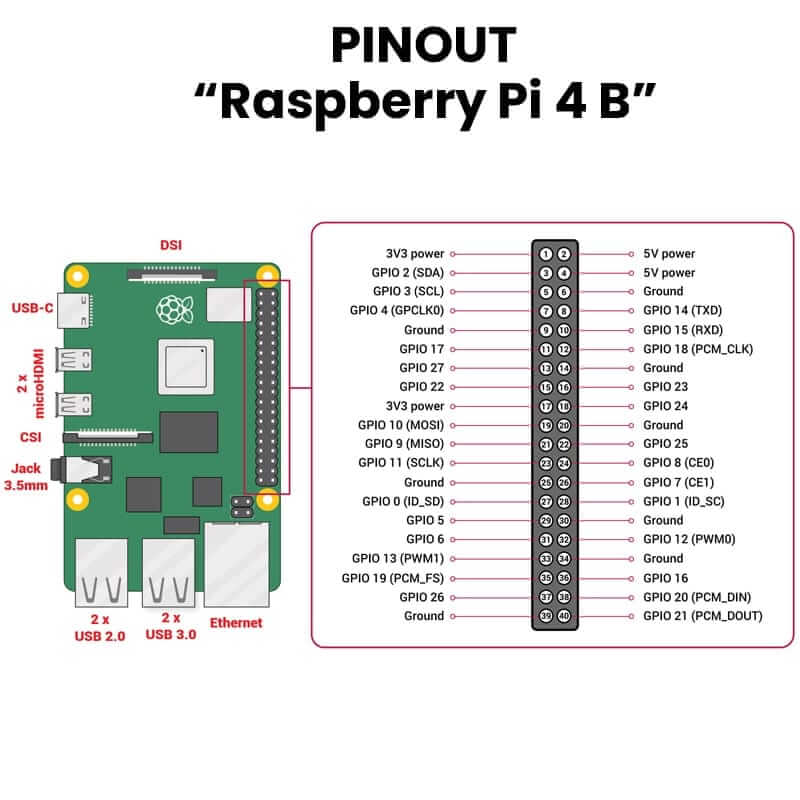 PINOUT
“Raspberry Pi 4 B”
DSI
USB-C
2 x
microHDMI
CSI
Jack
3.5mm
2 x
USB 2.0
2 x
USB 3.0
Ethernet
3V3 power 1 2 5V power
GPIO 2 (SDA) 3 4 5V power
GPIO 3 (SCL) 5 6 Ground
GPIO 4 (GPCLK0) 7 8 GPIO 14 (TXD)
Ground 9 10 GPIO 15 (RXD)
GPIO 17 11 12 GPIO 18 (PCM_CLK)
GPIO 27 13 14 Ground
GPIO 22 15 16 GPIO 23
3V3 power 17 18 GPIO 24
GPIO 10 (MOSI) 19 20 Ground
GPIO 9 (MISO) 21 22 GPIO 25
GPIO 11 (SCLK) 23 24 GPIO 8 (CE0)
Ground 25 26 GPIO 7 (CE1)
GPIO 0 (ID_SD) 27 28 GPIO 1 (ID_SC)
GPIO 5 29 30 Ground
GPIO 6 31 32 GPIO 12 (PWM0)
GPIO 13 (PWM1) 33 34 Ground
GPIO 19 (PCM_FS) 35 36 GPIO 16
GPIO 26 37 38 GPIO 20 (PCM_DIN)
Ground 39 40 GPIO 21 (PCM_DOUT)